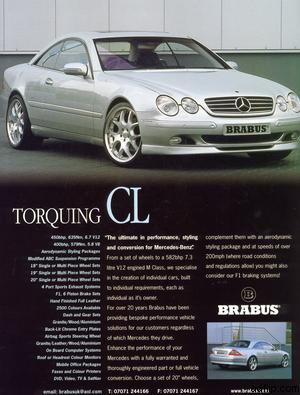 BRABUS
TORQUING CL
450bhp, 635Nm, 6.7 V12
400bhp, 579Nm, 5.8 V8
Aerodynamic Styling Packages
Modified ABC Suspension Programme
18" Single or Multi Piece Wheel Sets
19" Single or Multi Piece Wheel Sets
20" Single or Multi Piece Wheel Sets
4 Port Sports Exhaust Systems
F1, 6 Piston Brake Sets
Hand Finished Full Leather
2500 Colours Available
Dash and Gear Sets
Granite/Wood/Aluminium
Back-Lit Chrome Entry Plates
Airbag Sports Steering Wheel
Granite/Leather/Wood/Aluminium
On Board Computer Systems
Roof or Headrest Colour Monitors
Mobile Office Packages
Faxes and Colour Printers
DVD, Video, TV & SatNav
email: brabusuk@aol.com
"The ultimate in performance, styling
and conversion for Mercedes-Benz"
From a set of wheels to a 582bhp 7.3
litre V12 engined M Class, we specialise
in the creation of individual cars, built
to individual requirements, each as
individual as it's owner.
For over 20 years Brabus have been
providing bespoke performance vehicle
solutions for our customers regardless
of which Mercedes they drive.
Enhance the performance of your
Mercedes with a fully warranted and
thoroughly engineered part or full vehicle
conversion. Choose a set of 20" wheels,
T: 07071 244166 F: 07071 244167
complement them with an aerodynamic
styling package and at speeds of over
200mph (where road conditions
and regulations allow) you might also
consider our F1 braking systems!
B
BRABUS